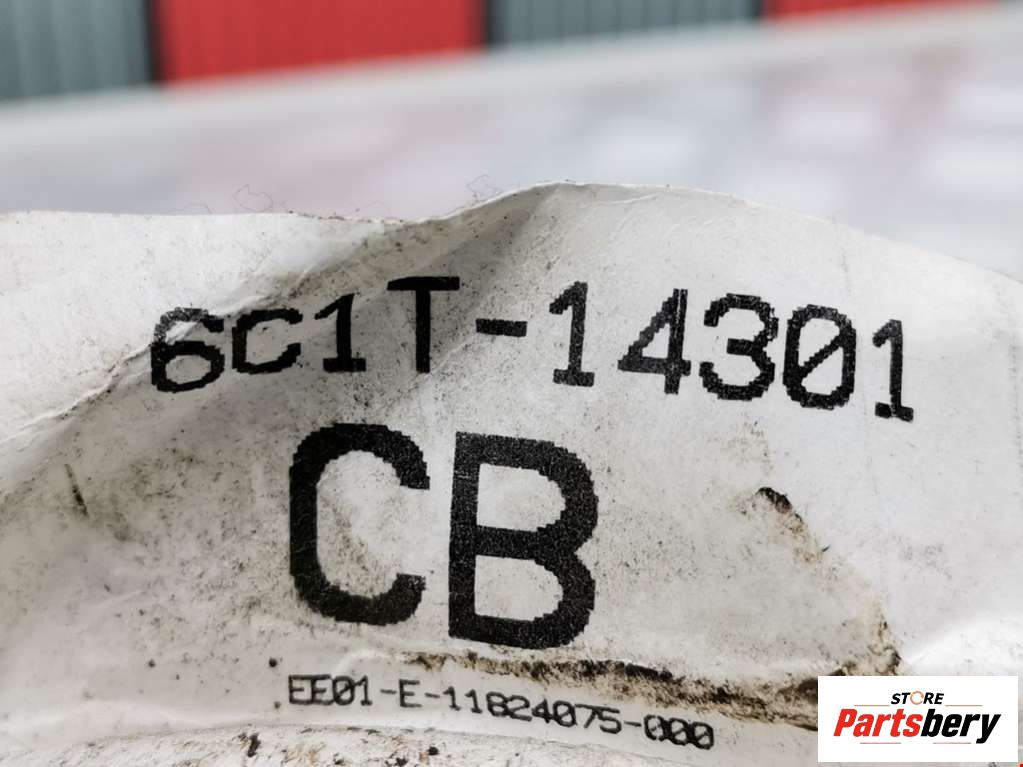 6C1T-14301
CB
EE01-E-11824075-000
STORE
Partsbery